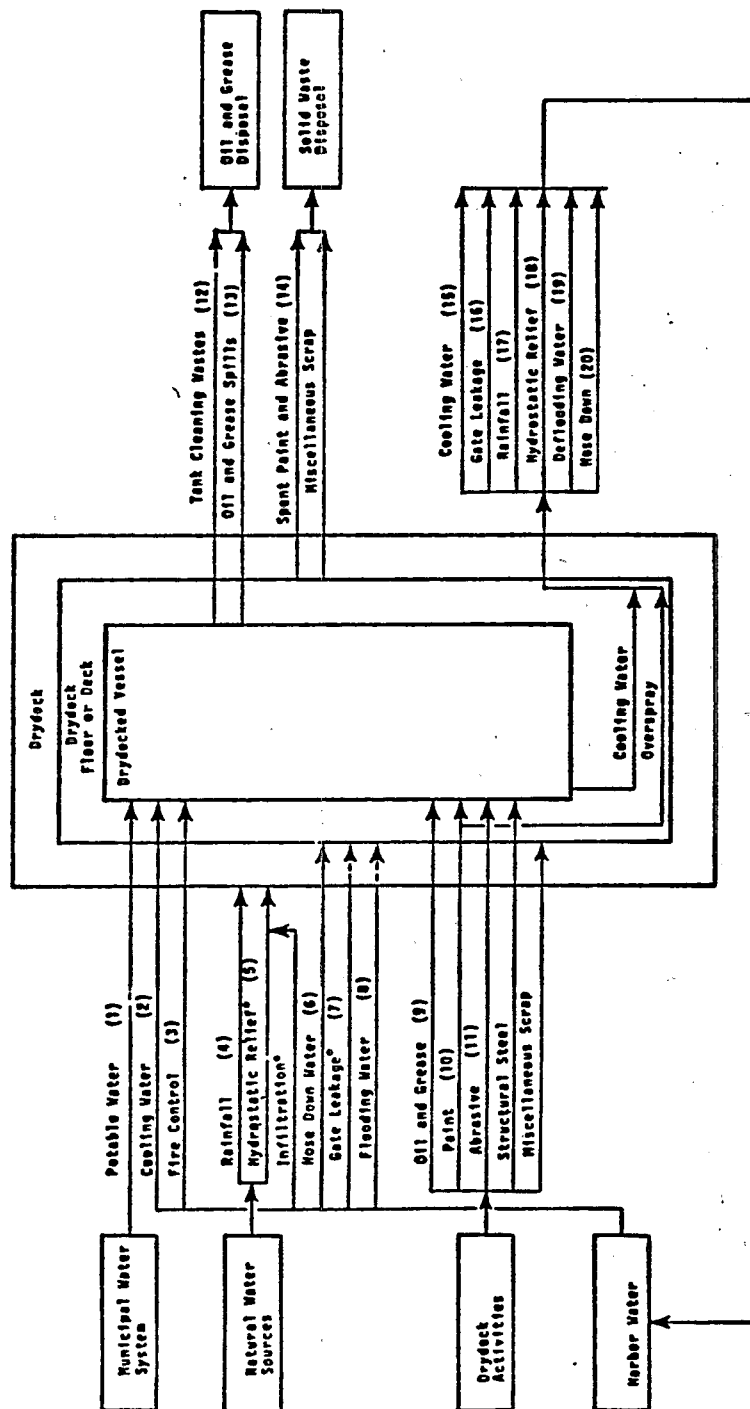 Municipal Water
System
Natural Water
Sources
Drydock
Activities
Harbor Water
Potable Water (1)
Cooling Water (2)
Fire Control (3)
Rainfall (4)
Hydrostatic Relief* (5)
Infiltration*
Hose Down Water (6)
Gate Leakage* (7)
Flooding Water (8)
Oil and Grease (9)
Paint (10)
Abrasive (11)
Structural Steel
Miscellaneous Scrap
Drydock
Drydock
Floor or Deck
Drydocked Vessel
Cooling Water
Overspray
Tank Cleaning Wastes (12)
Oil and Grease Spills (13)
Spent Paint and Abrasive (14)
Miscellaneous Scrap
Cooling Water (15)
Gate Leakage (16)
Rainfall (17)
Hydrostatic Relief (18)
Deflooding Water (19)
Hose Down (20)
Oil and Grease
Disposal
Solid Waste
Disposal